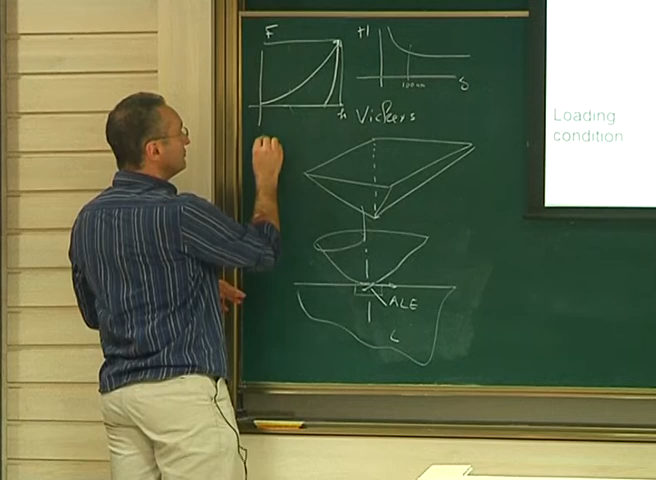 F
H
100 nm
δ
h
Vickers
ALE
L
Loading
condition